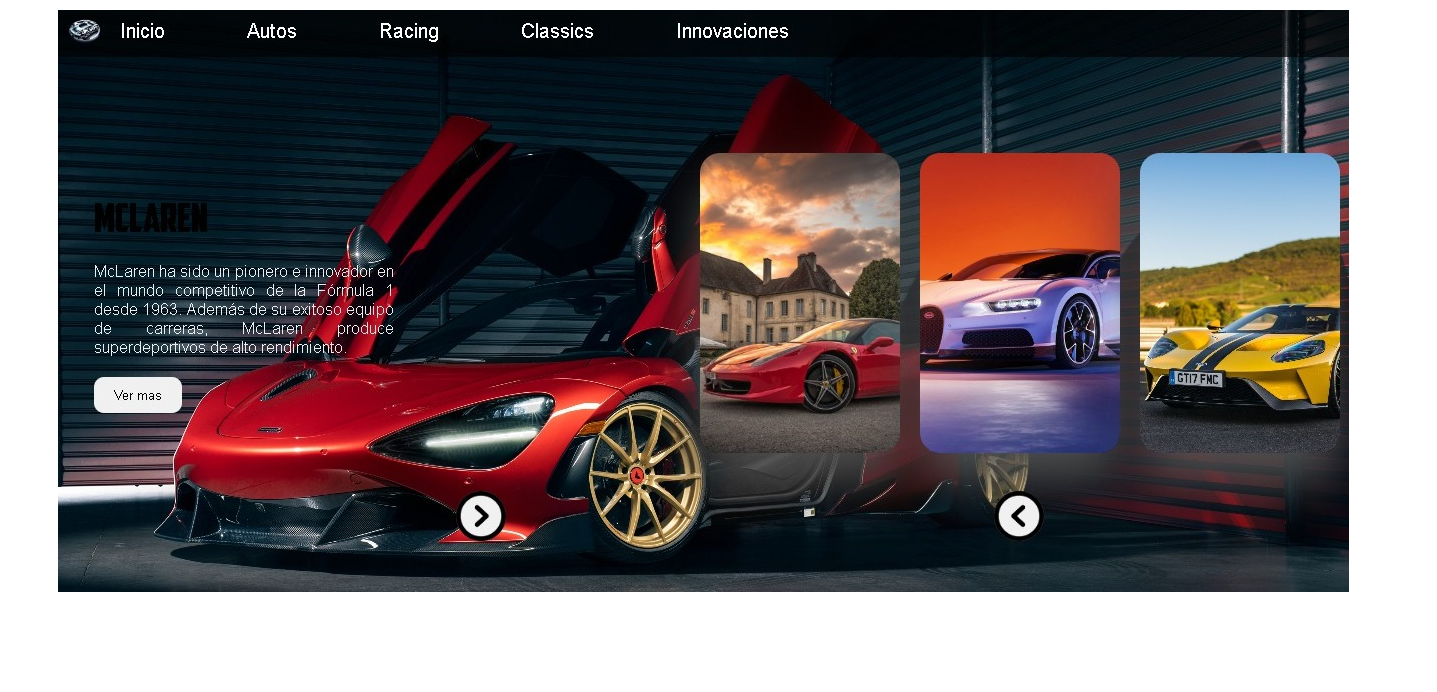 Inicio Autos Racing Classics Innovaciones
MCLAREN
McLaren ha sido un pionero e innovador en
el mundo competitivo de la Fórmula 1
desde 1963. Además de su exitoso equipo
de carreras, McLaren produce
superdeportivos de alto rendimiento.
Ver mas
GT17 FMC